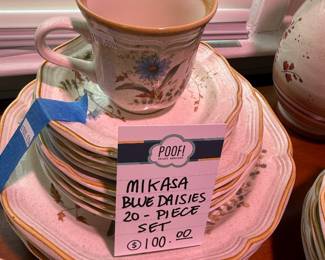 POOF!
MIKASA
BLUE DAISIES
20-PIECE
SET
$100.00